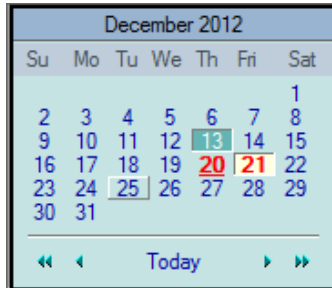 December 2012
Su Mo Tu We Th Fri Sat
1
2 3 4 5 6 7 8
9 10 11 12 13 14 15
16 17 18 19 20 21 22
23 24 25 26 27 28 29
30 31
Today